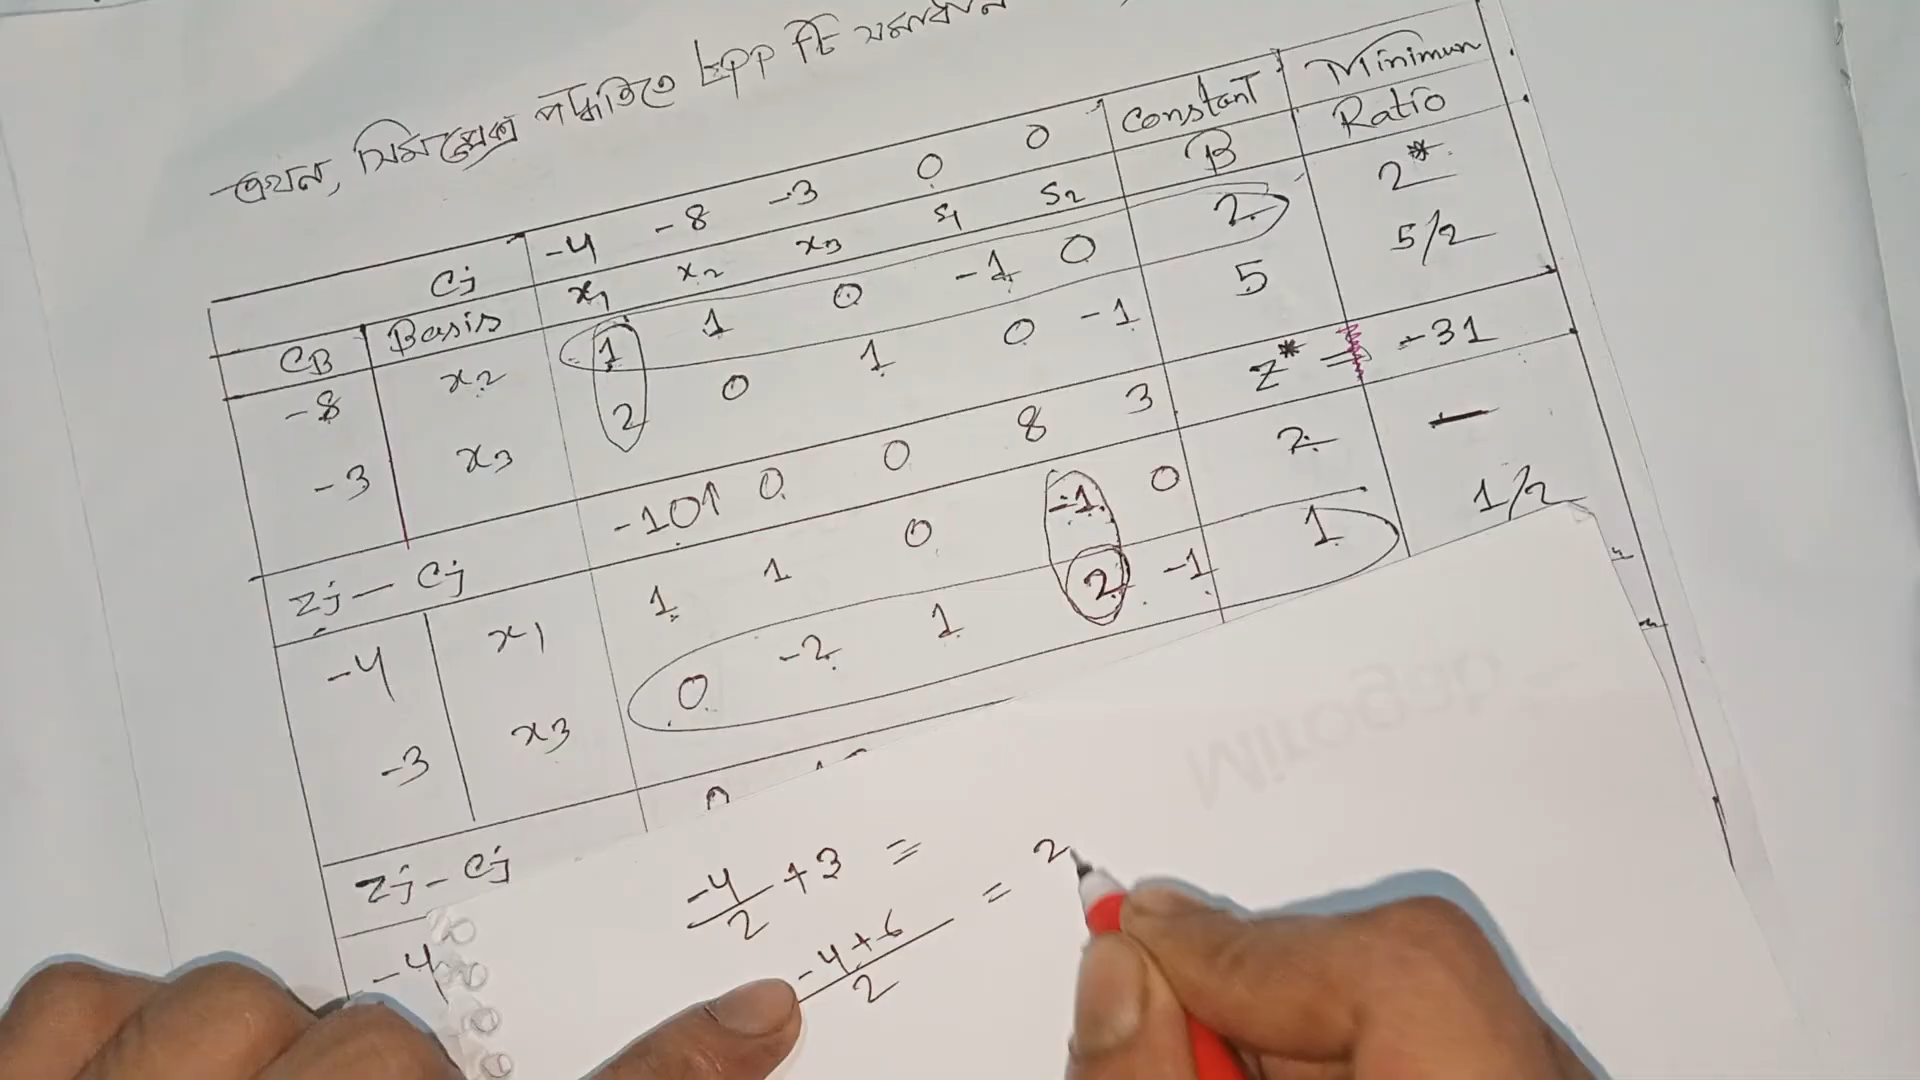 এখন, সিমপ্লেক্স পদ্ধতিতে LPP টি সমাধান
Cj -4 -8 -3 0 0 Constant Minimun
CB Basis x1 x2 x3 s1 s2 B Ratio
-8 x2 1 1 0 -1 0 2 2*
-3 x3 2 0 1 0 -1 5 5/2
Zj - Cj -10↑ 0 0 8 3 Z* = -31
-4 x1 1 1 0 -1 0 2 —
-3 x3 0 -2 1 2 -1 1 1/2
Zj - Cj
-4
-4/2 + 3 =
-4+6/2 = 2